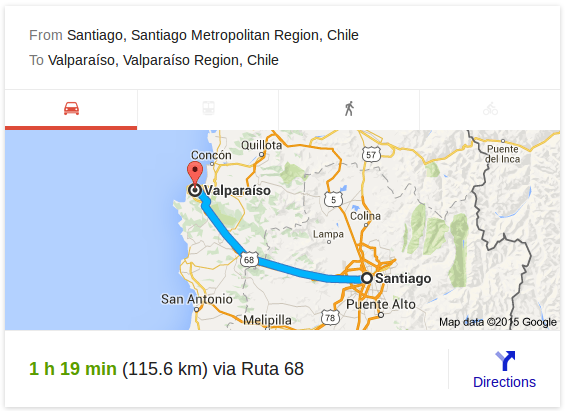 From Santiago, Santiago Metropolitan Region, Chile
To Valparaíso, Valparaíso Region, Chile
Quillota
Concón
57
Puente
del Inca
Valparaíso
5
Colina
Lampa
68
Santiago
San Antonio
Puente Alto
Melipilla
78
Map data ©2015 Google
1 h 19 min (115.6 km) via Ruta 68
Directions